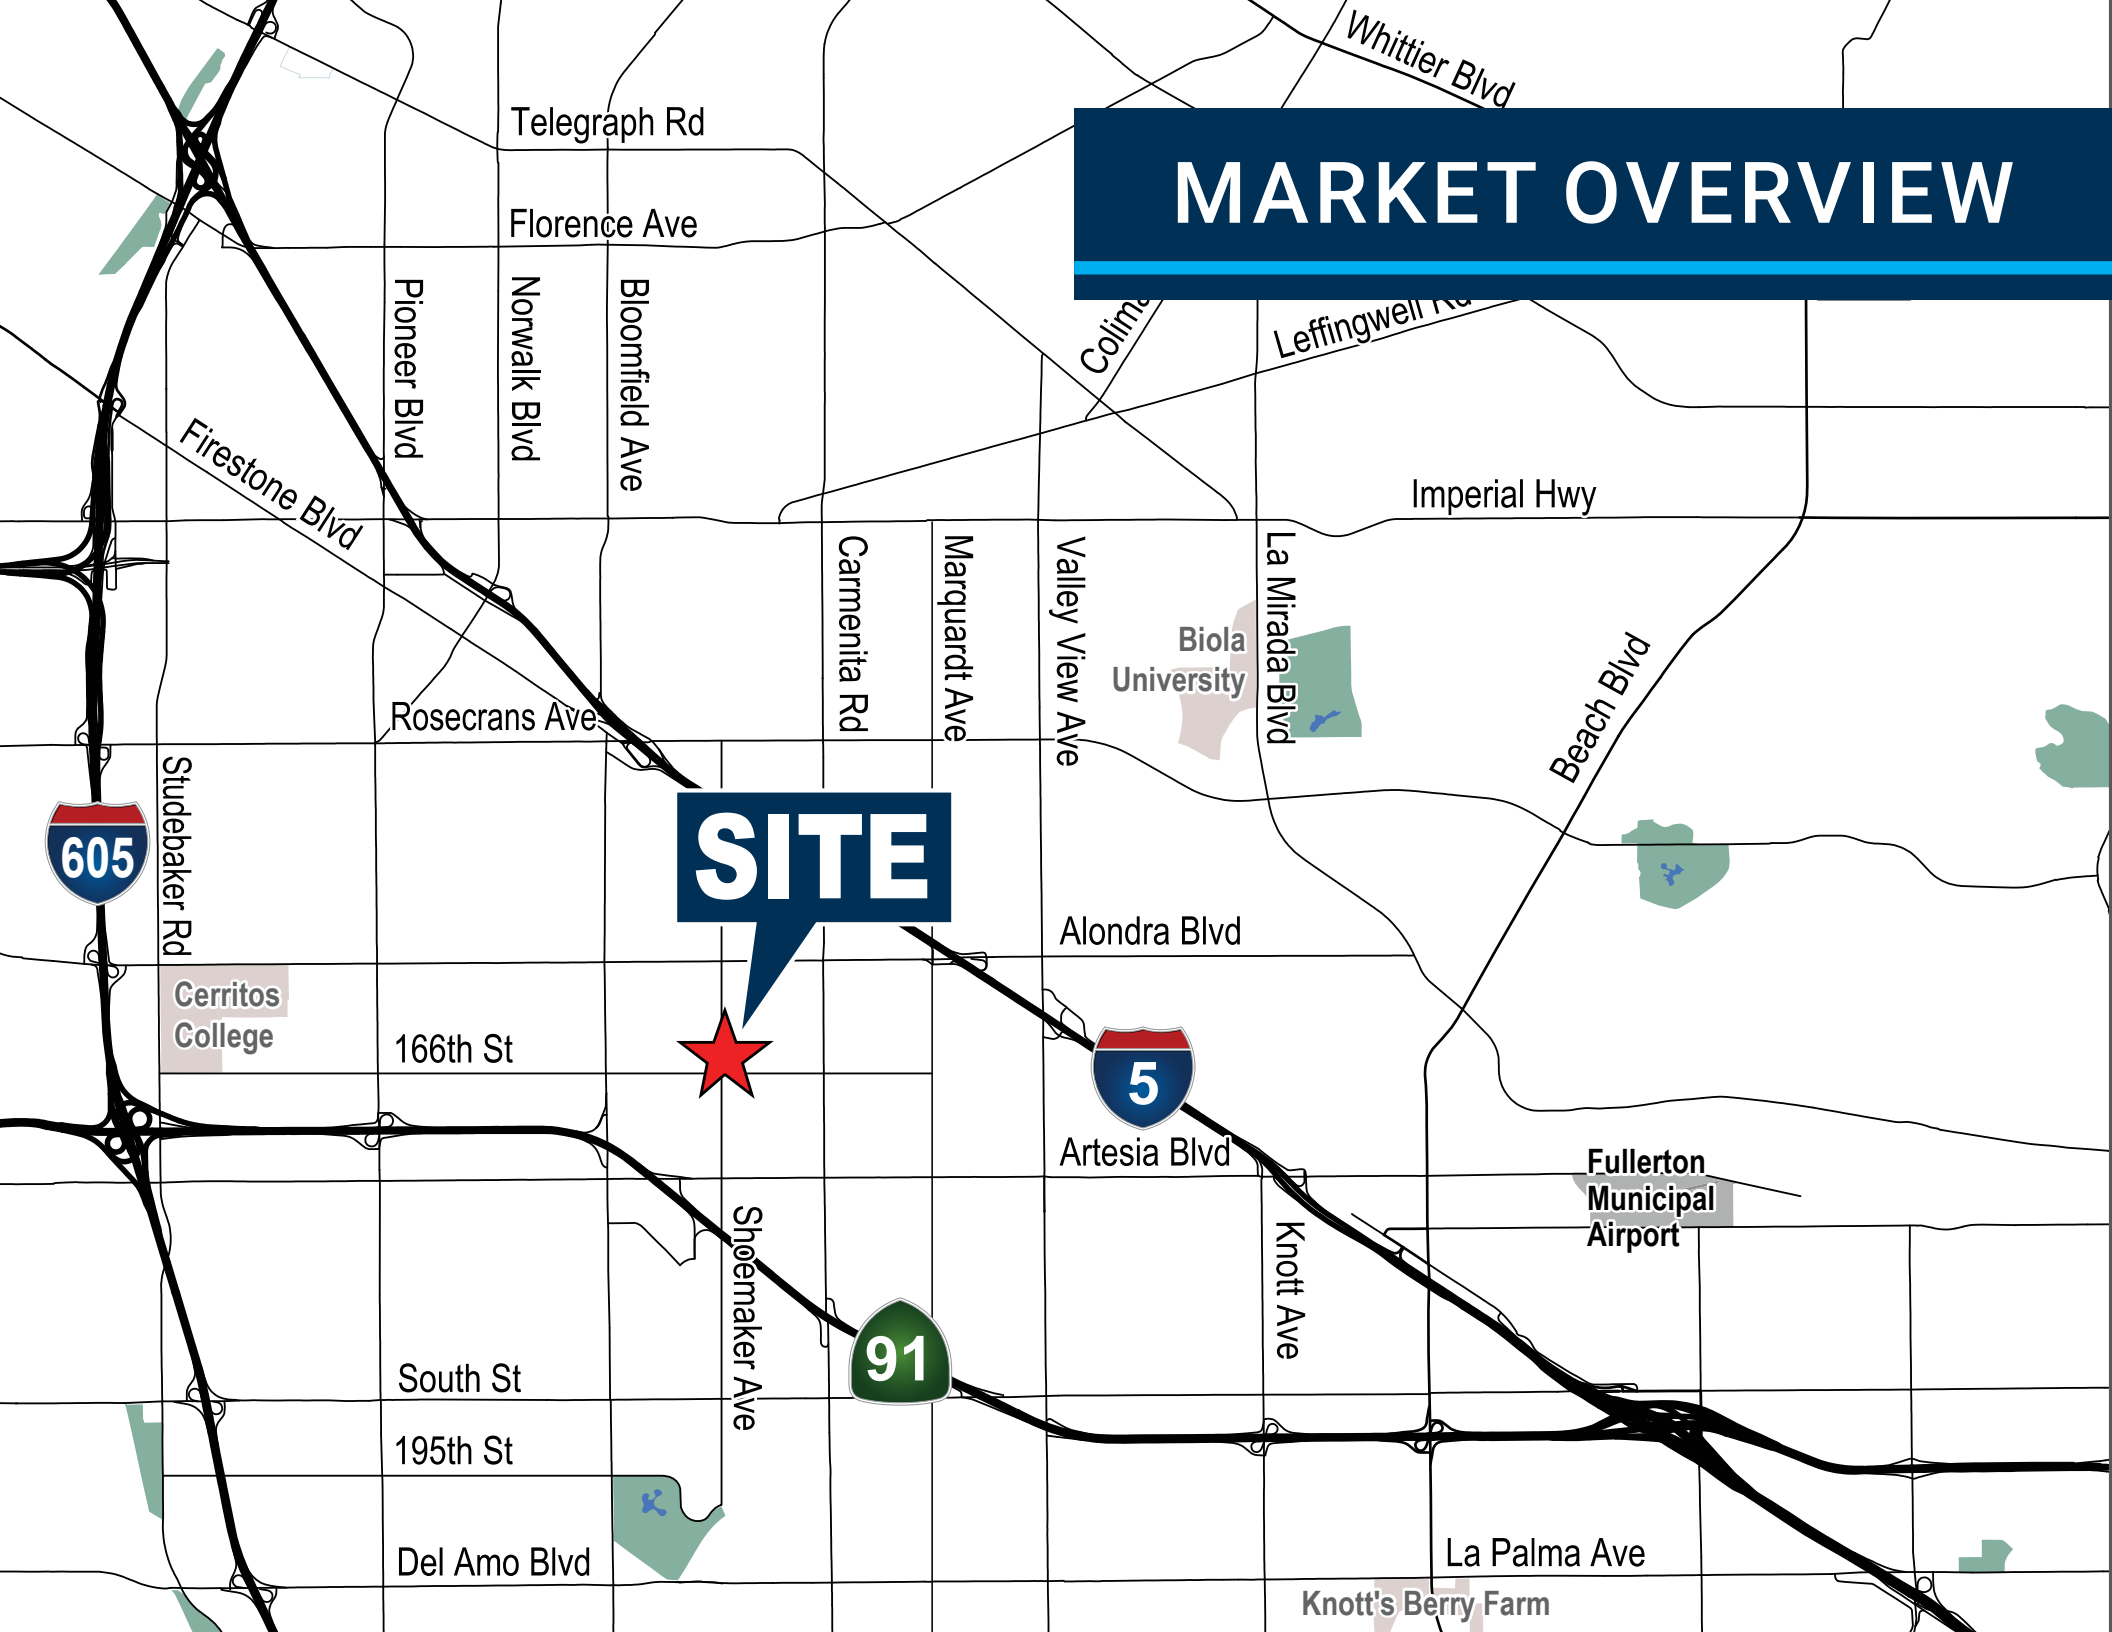 Whittier Blvd
Telegraph Rd
MARKET OVERVIEW
Florence Ave
Pioneer Blvd
Norwalk Blvd
Bloomfield Ave
Leffingwell Rd
Firestone Blvd
Imperial Hwy
Carmenita Rd
Marquardt Ave
Valley View Ave
La Mirada Blvd
Biola
University
Beach Blvd
Rosecrans Ave
Studebaker Rd
605
SITE
Alondra Blvd
Cerritos
College
166th St
5
Artesia Blvd
Fullerton
Municipal
Airport
Shoemaker Ave
Knott Ave
91
South St
195th St
Del Amo Blvd
La Palma Ave
Knott's Berry Farm